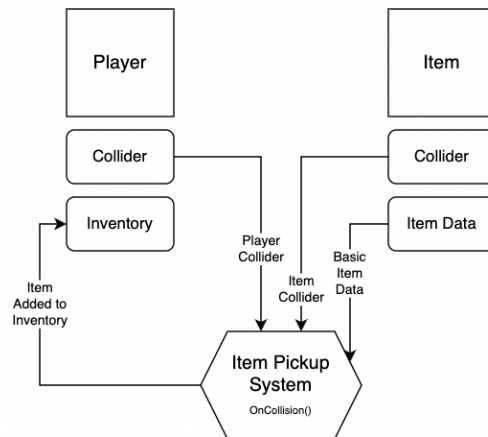 Player
Item
Collider
Collider
Inventory
Item Data
Player
Collider
Item
Collider
Basic
Item
Data
Item
Added to
Inventory
Item Pickup
System
OnCollision()